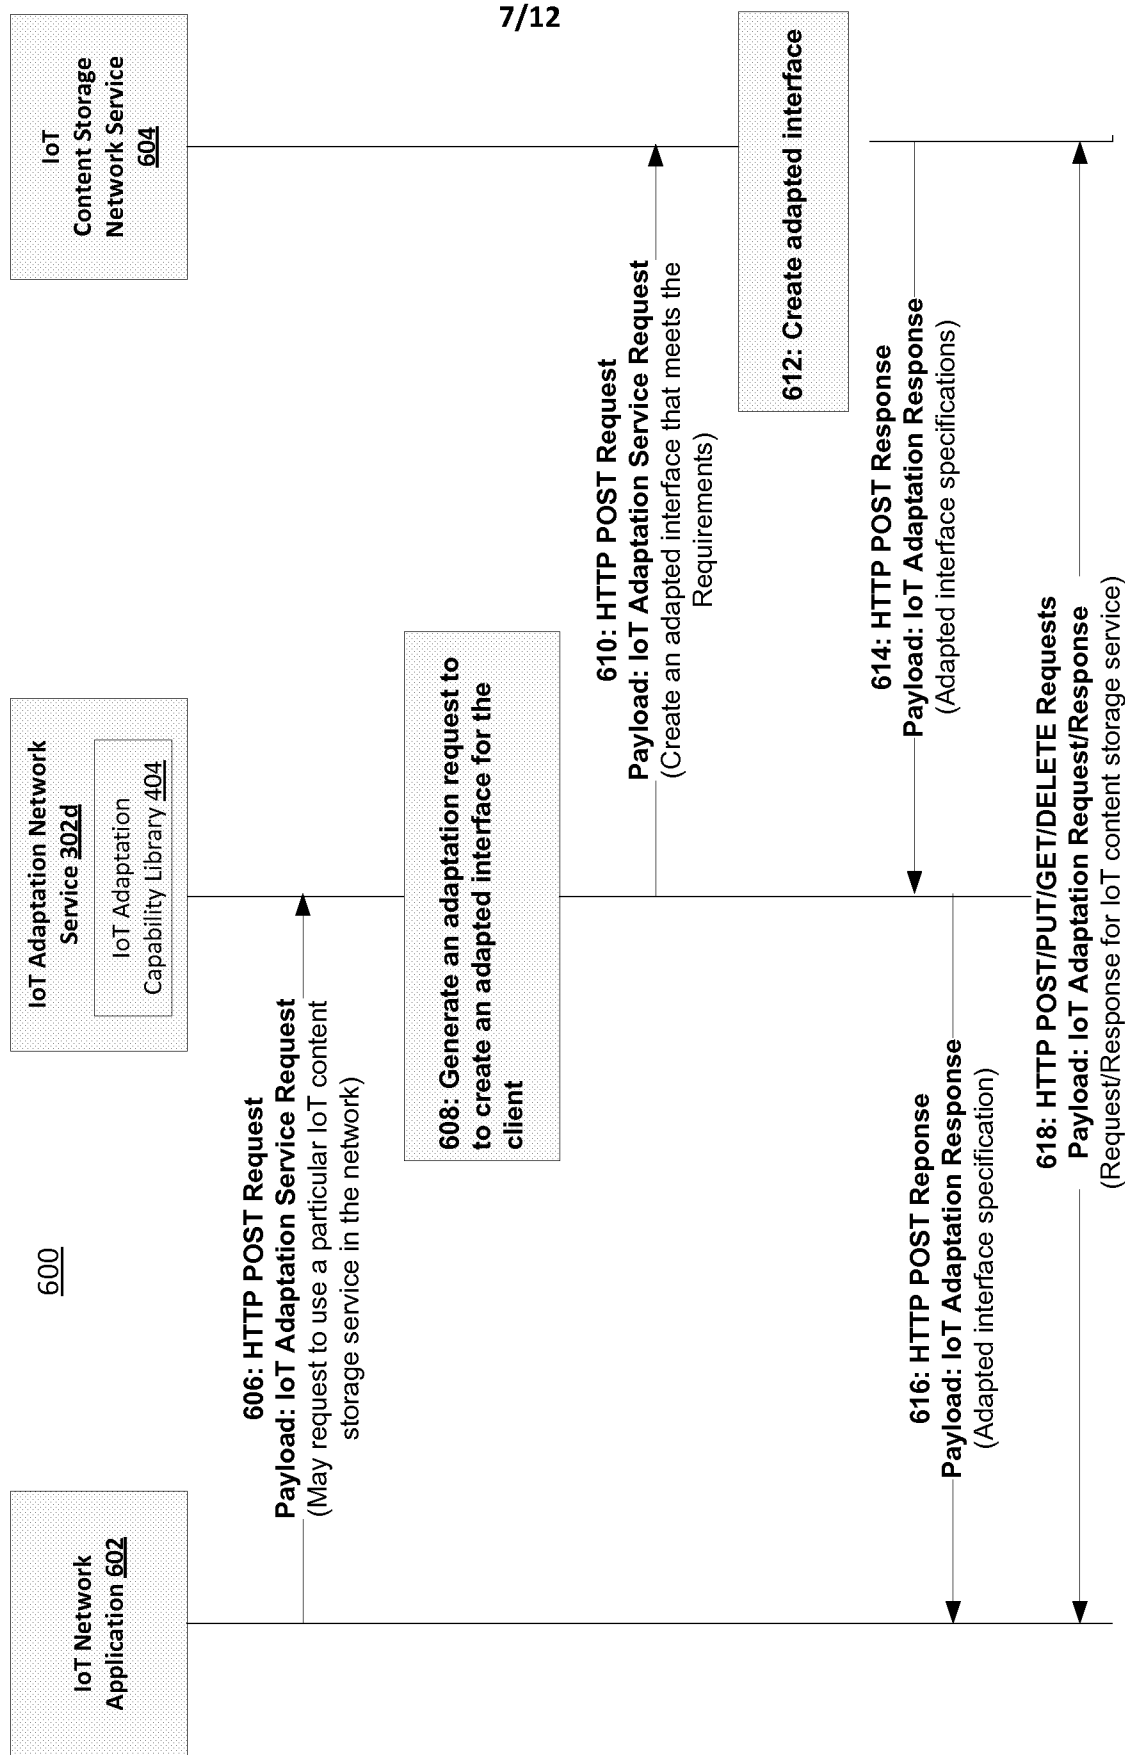 7/12
600
IoT Network
Application 602
IoT Adaptation Network
Service 302d
IoT Adaptation
Capability Library 404
IoT
Content Storage
Network Service
604
606: HTTP POST Request
Payload: IoT Adaptation Service Request
(May request to use a particular IoT content
storage service in the network)
608: Generate an adaptation request to
to create an adapted interface for the
client
610: HTTP POST Request
Payload: IoT Adaptation Service Request
(Create an adapted interface that meets the
Requirements)
612: Create adapted interface
614: HTTP POST Response
Payload: IoT Adaptation Response
(Adapted interface specifications)
616: HTTP POST Reponse
Payload: IoT Adaptation Response
(Adapted interface specification)
618: HTTP POST/PUT/GET/DELETE Requests
Payload: IoT Adaptation Request/Response
(Request/Response for IoT content storage service)